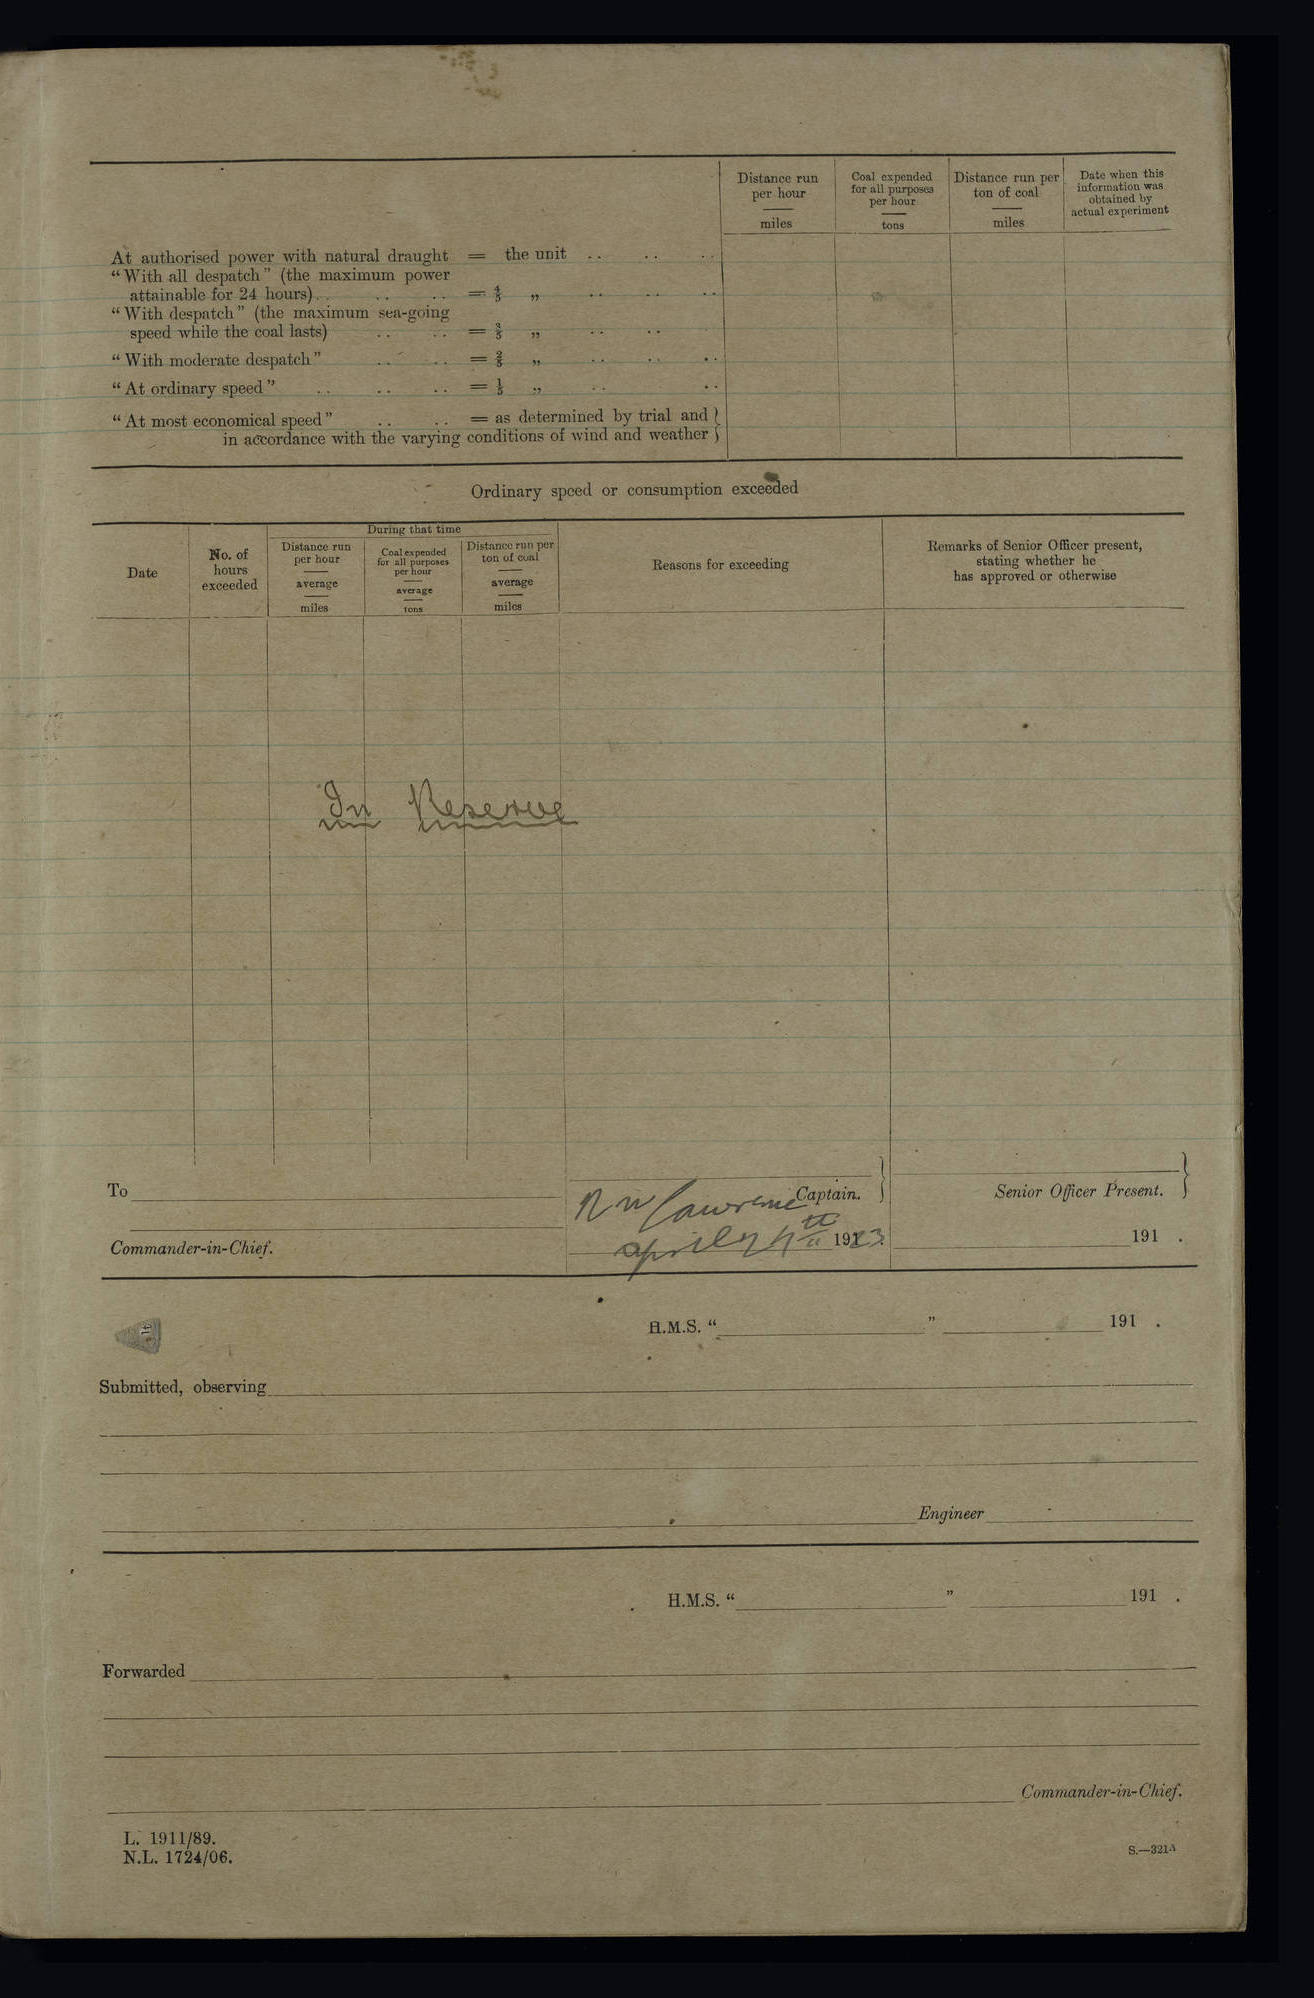 Distance run per hour miles
Coal expended for all purposes per hour tons
Distance run per ton of coal miles
Date when this information was obtained by actual experiment
At authorised power with natural draught = the unit .. .. ..
"With all despatch" (the maximum power
attainable for 24 hours) .. .. .. = 4/5 „ .. .. ..
"With despatch" (the maximum sea-going
speed while the coal lasts) .. .. = 3/5 „ .. ..
"With moderate despatch" .. .. = 2/5 „ .. .. ..
"At ordinary speed" .. .. .. = 1/5 „ .. ..
"At most economical speed" .. .. = as determined by trial and }
in accordance with the varying conditions of wind and weather }
Ordinary speed or consumption exceeded
Date
No. of hours exceeded
During that time
Distance run per hour average miles
Coal expended for all purposes per hour average tons
Distance run per ton of coal average miles
Reasons for exceeding
Remarks of Senior Officer present, stating whether he has approved or otherwise
In Reserve
To
R W Lawrence Captain. }
Senior Officer Present. }
Commander-in-Chief.
april 1923
191 .
H.M.S. " " 191 .
Submitted, observing
Engineer
H.M.S. " " 191 .
Forwarded
Commander-in-Chief.
L. 1911/89.
N.L. 1724/06.
S.—321A